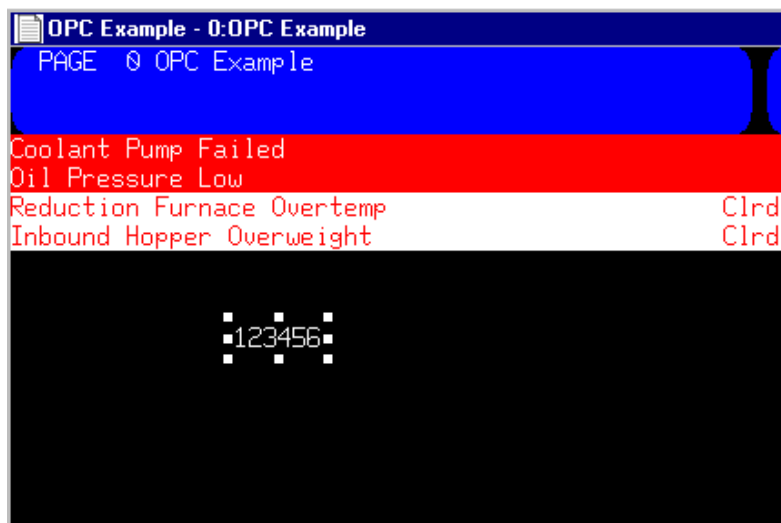 OPC Example - 0:OPC Example
PAGE 0 OPC Example
Coolant Pump Failed
Oil Pressure Low
Reduction Furnace Overtemp Clrd
Inbound Hopper Overweight Clrd
123456